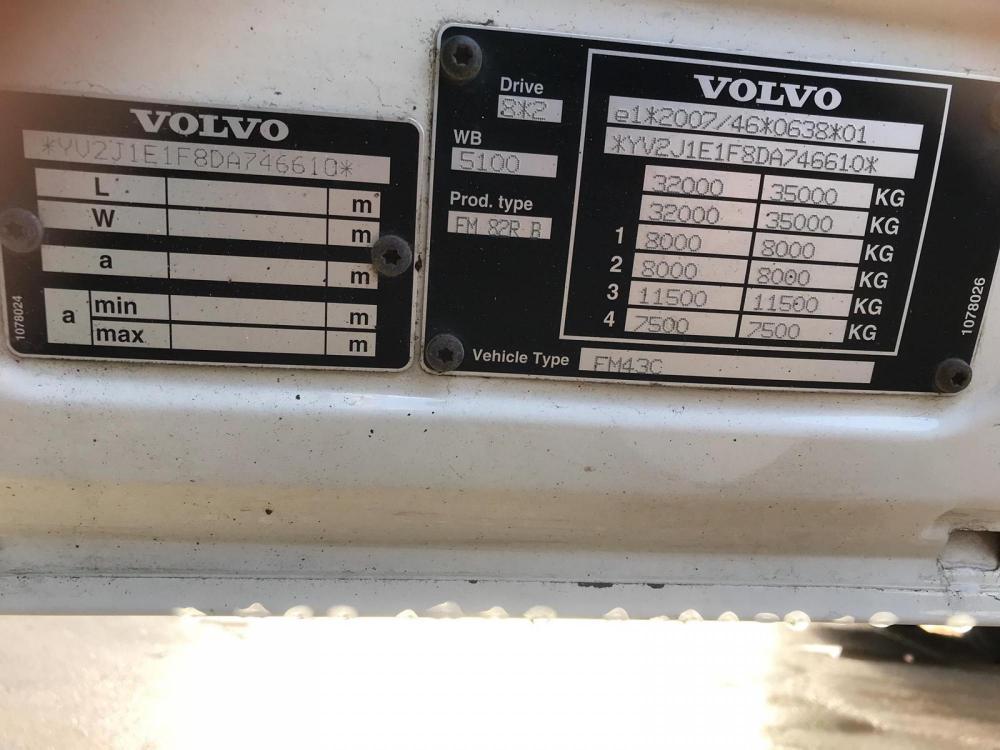 VOLVO
*YV2J1E1F8DA746610*
L m
W m
a m
a min m
max m
1078024
Drive
8*2
WB
5100
Prod. type
FM 82R B
VOLVO
e1*2007/46*0638*01
*YV2J1E1F8DA746610*
32000 35000 KG
32000 35000 KG
1 8000 8000 KG
2 8000 8000 KG
3 11500 11500 KG
4 7500 7500 KG
Vehicle Type FM43C
1078026